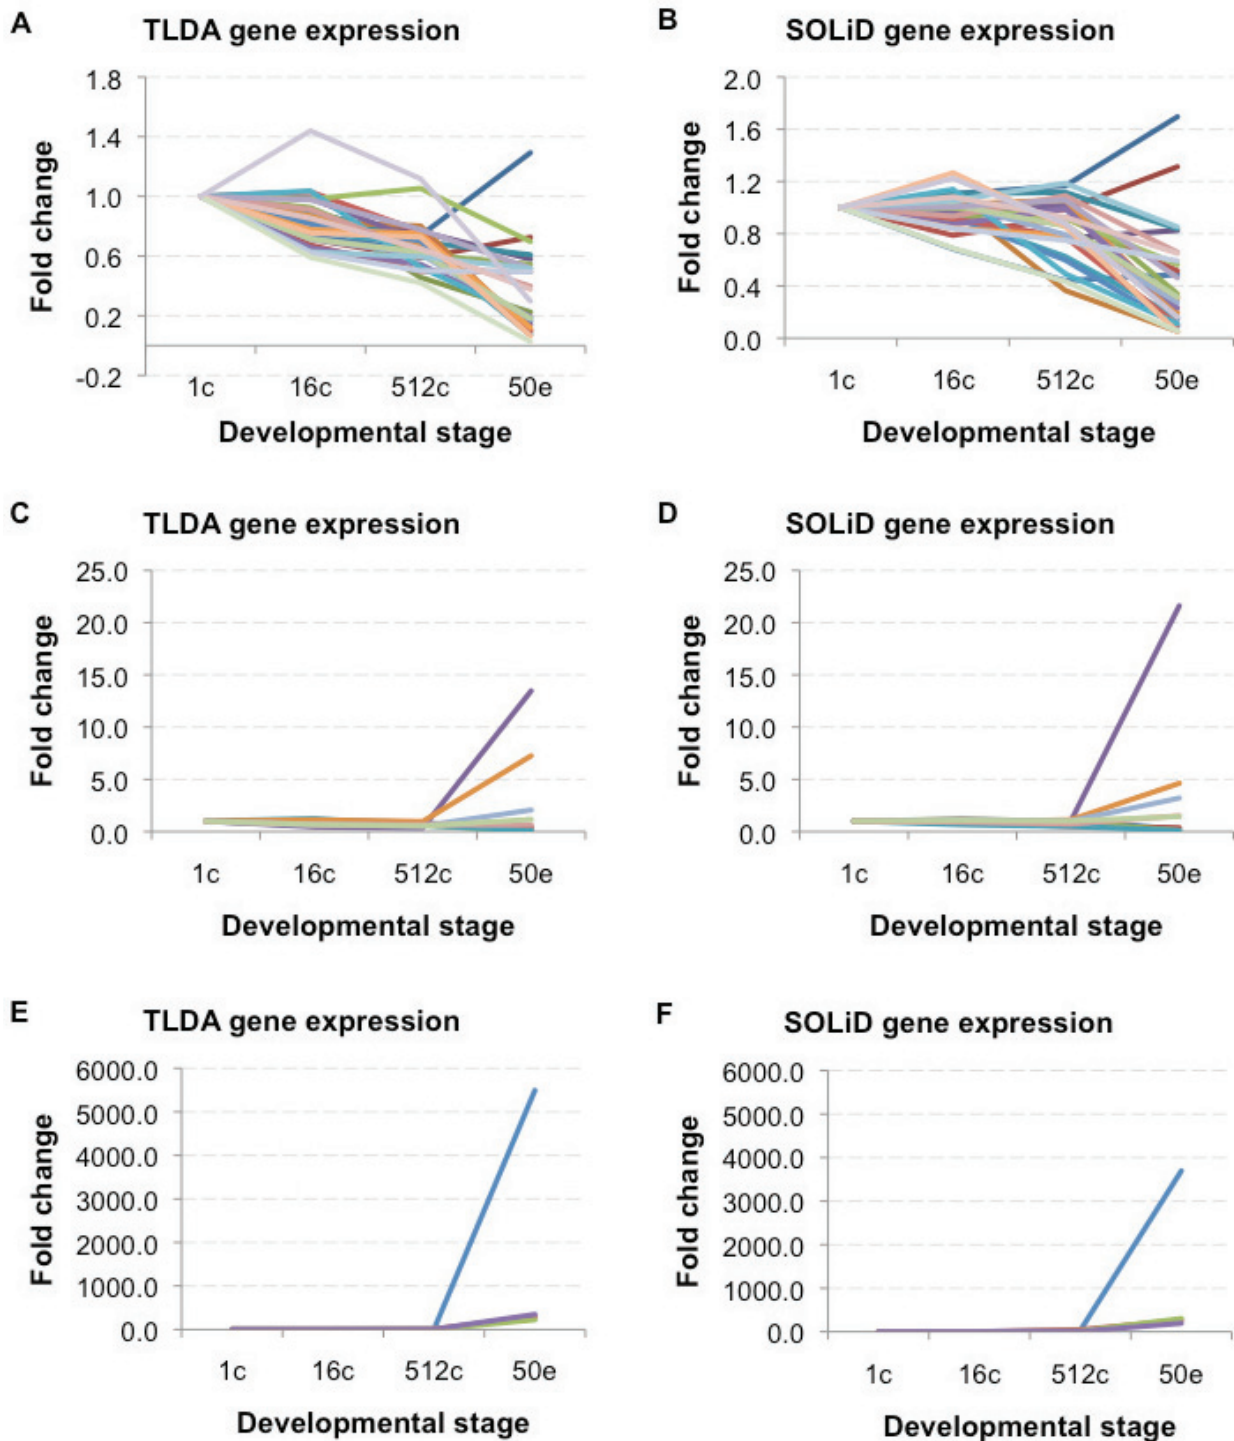 A TLDA gene expression
1.8
1.4
1.0
0.6
0.2
-0.2
Fold change
1c 16c 512c 50e
Developmental stage
B SOLiD gene expression
2.0
1.6
1.2
0.8
0.4
0.0
Fold change
1c 16c 512c 50e
Developmental stage
C TLDA gene expression
25.0
20.0
15.0
10.0
5.0
0.0
Fold change
1c 16c 512c 50e
Developmental stage
D SOLiD gene expression
25.0
20.0
15.0
10.0
5.0
0.0
Fold change
1c 16c 512c 50e
Developmental stage
E TLDA gene expression
6000.0
5000.0
4000.0
3000.0
2000.0
1000.0
0.0
Fold change
1c 16c 512c 50e
Developmental stage
F SOLiD gene expression
6000.0
5000.0
4000.0
3000.0
2000.0
1000.0
0.0
Fold change
1c 16c 512c 50e
Developmental stage